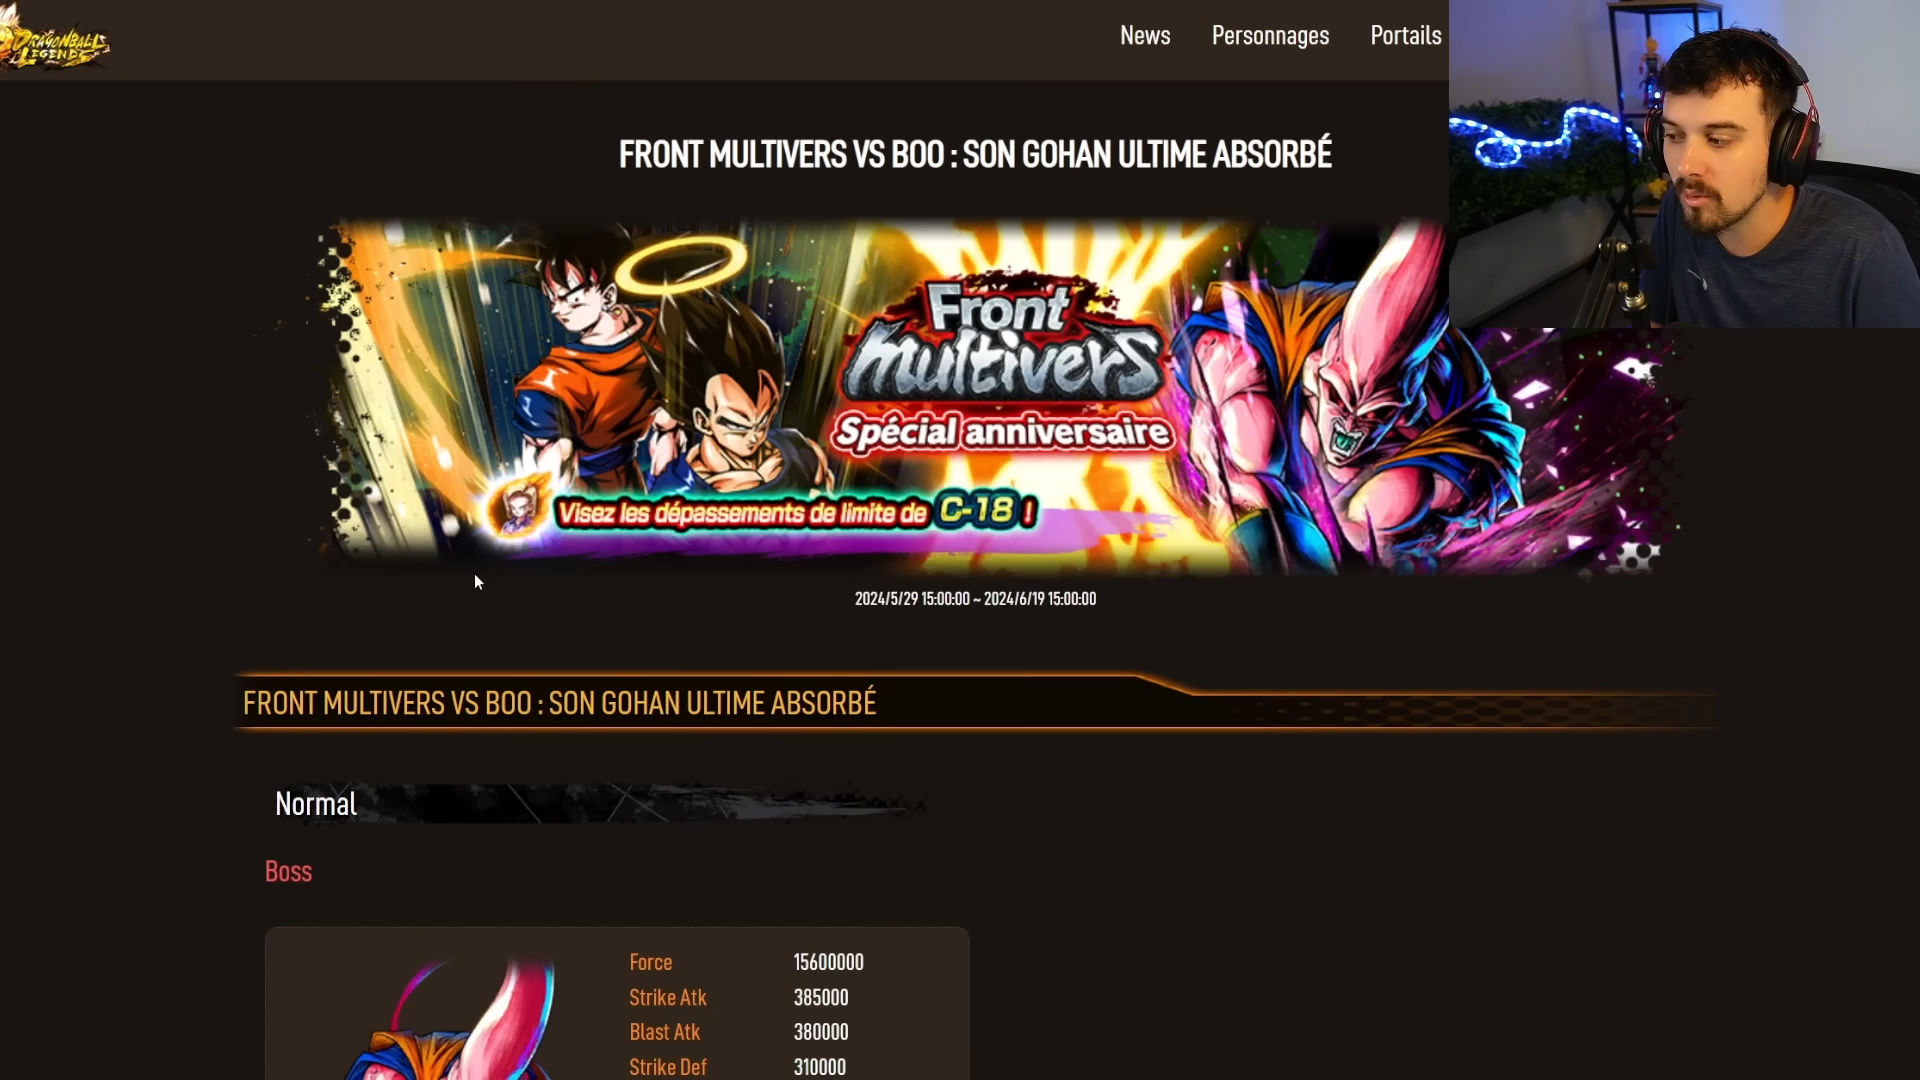 DRAGONBALL
LEGENDS
News
Personnages
Portails
FRONT MULTIVERS VS BOO : SON GOHAN ULTIME ABSORBÉ
Front
multivers
Spécial anniversaire
Visez les dépassements de limite de C-18 !
2024/5/29 15:00:00 ~ 2024/6/19 15:00:00
FRONT MULTIVERS VS BOO : SON GOHAN ULTIME ABSORBÉ
Normal
Boss
Force 15600000
Strike Atk 385000
Blast Atk 380000
Strike Def 310000